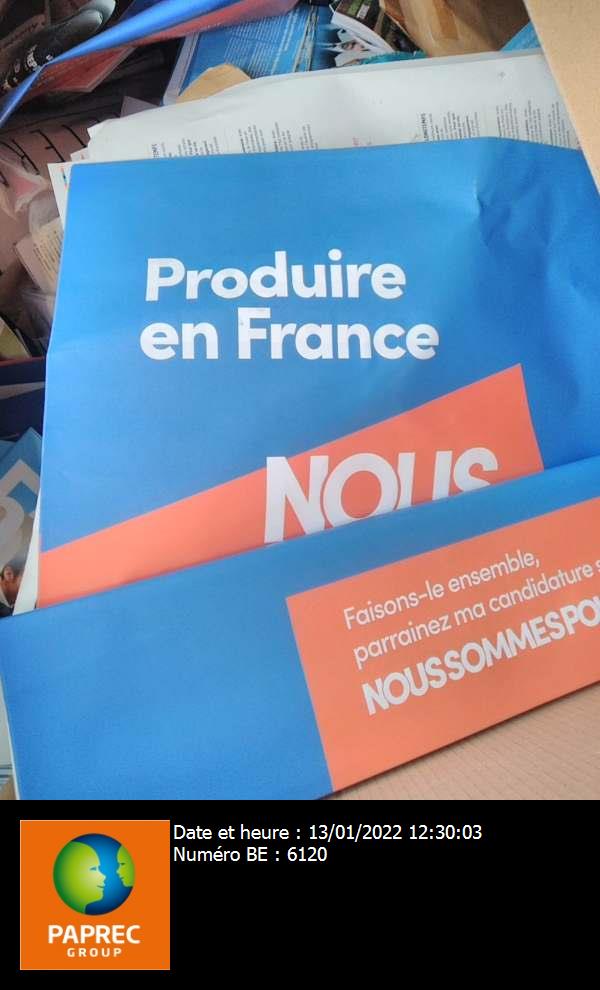 Produire
en France
NOUS
Faisons-le ensemble,
parrainez ma candidature s
NOUSSOMMESPOU
Date et heure : 13/01/2022 12:30:03
Numéro BE : 6120
PAPREC
GROUP